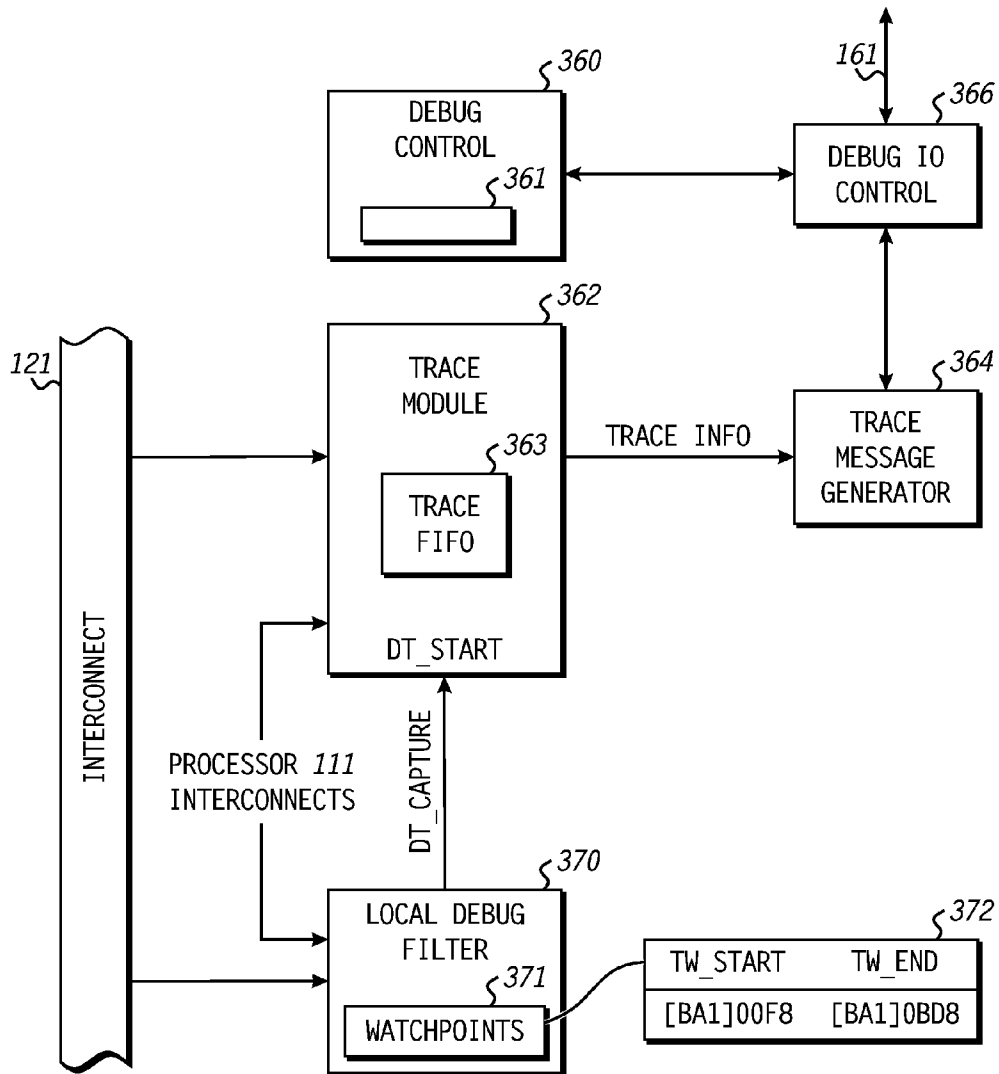 360
DEBUG
CONTROL
361
161
366
DEBUG IO
CONTROL
362
TRACE
MODULE
363
TRACE
FIFO
DT_START
TRACE INFO
364
TRACE
MESSAGE
GENERATOR
121
INTERCONNECT
PROCESSOR 111
INTERCONNECTS
DT_CAPTURE
370
LOCAL DEBUG
FILTER
371
WATCHPOINTS
372
TW_START TW_END
[BA1]00F8 [BA1]0BD8